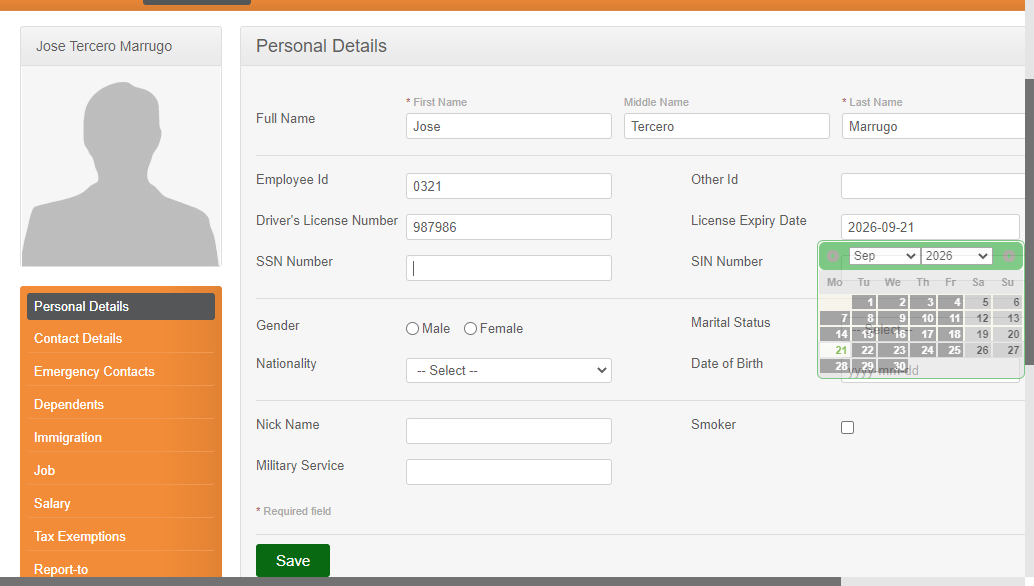 Jose Tercero Marrugo
Personal Details
* First Name Middle Name * Last Name
Full Name Jose Tercero Marrugo
Employee Id 0321 Other Id
Driver's License Number 987986 License Expiry Date 2026-09-21
SSN Number SIN Number
Sep 2026
Mo Tu We Th Fr Sa Su
1 2 3 4 5 6
7 8 9 10 11 12 13
14 15 16 17 18 19 20
21 22 23 24 25 26 27
28 29 30
Gender Male Female Marital Status -- Select --
Nationality -- Select -- Date of Birth yyyy-mm-dd
Nick Name Smoker
Military Service
* Required field
Save
Personal Details
Contact Details
Emergency Contacts
Dependents
Immigration
Job
Salary
Tax Exemptions
Report-to